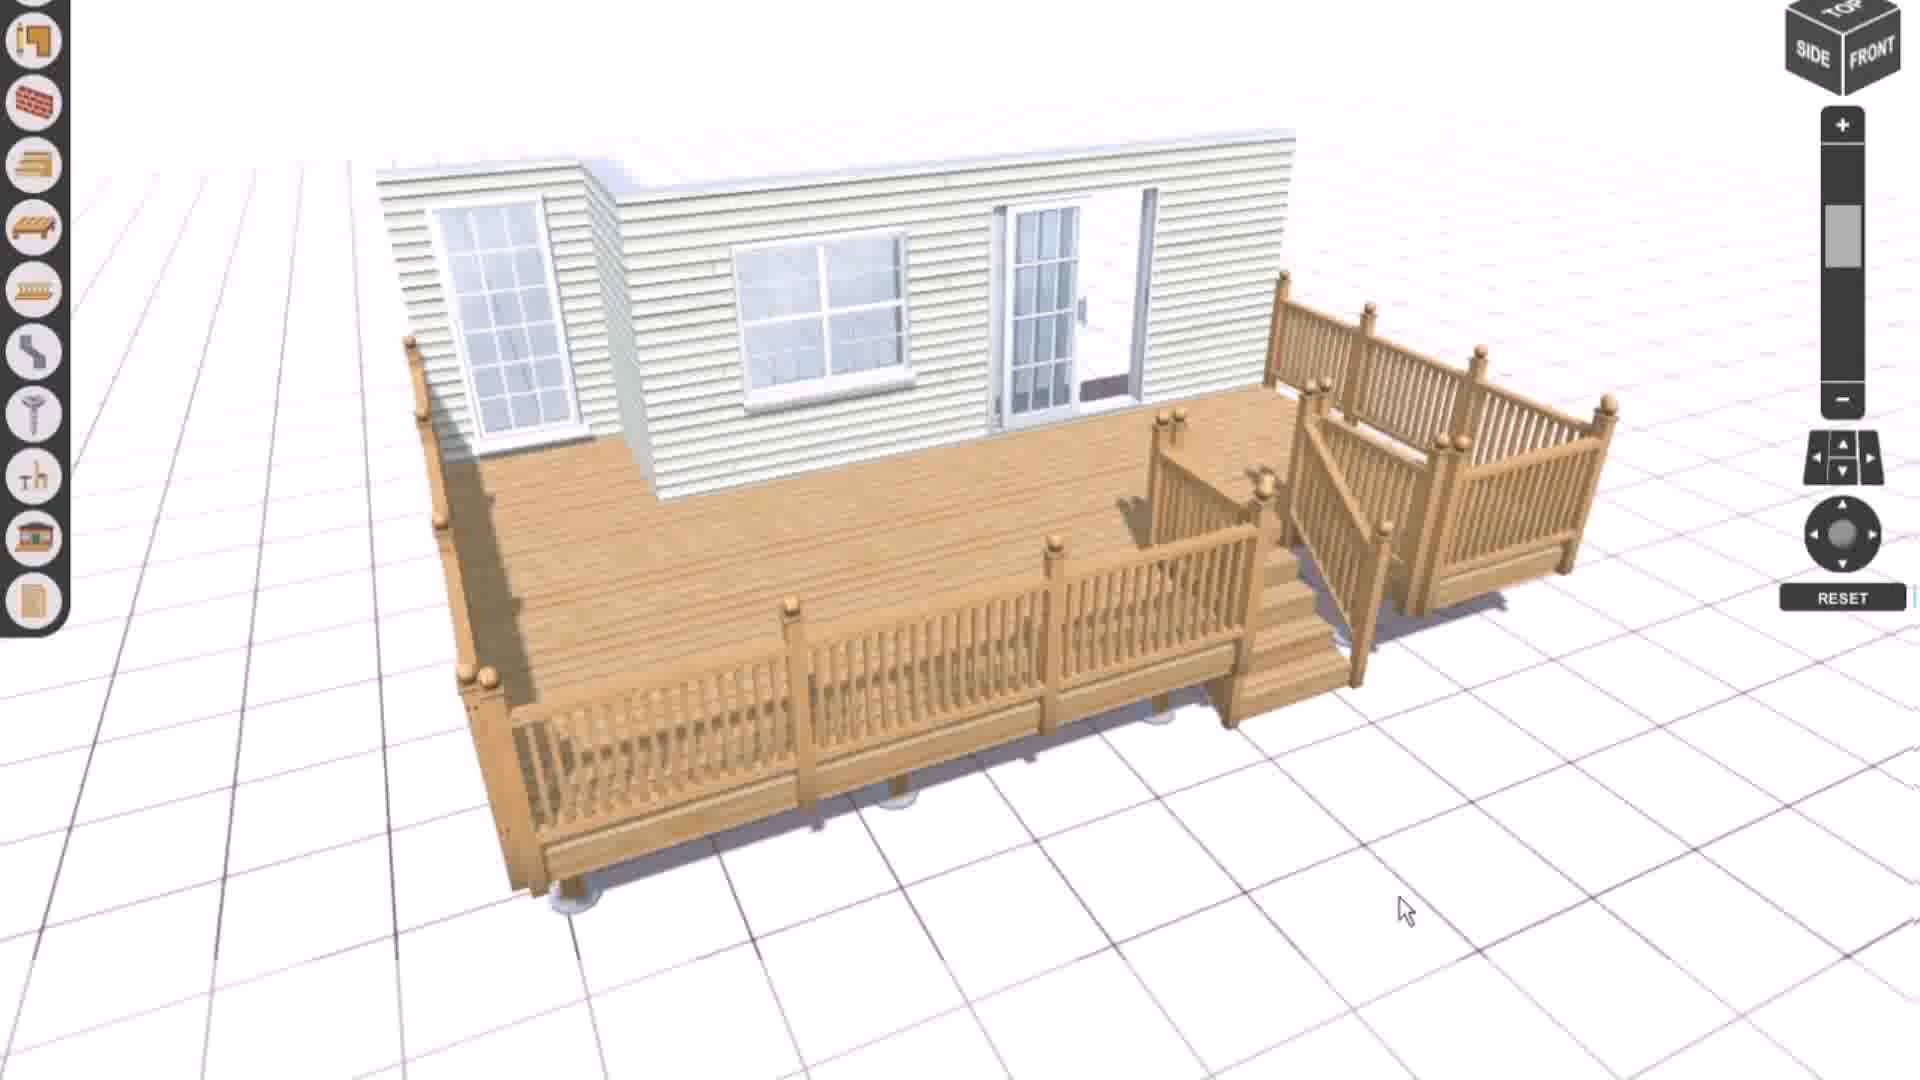 TOP
SIDE
FRONT
+
-
RESET